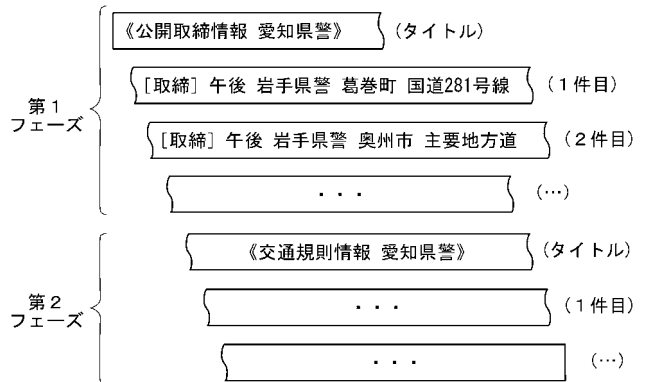 《公開取締情報 愛知県警》 (タイトル)
[取締] 午後 岩手県警 葛巻町 国道281号線 (1件目)
第1
フェーズ
[取締] 午後 岩手県警 奥州市 主要地方道 (2件目)
・・・ (…)
《交通規則情報 愛知県警》 (タイトル)
第2
フェーズ
・・・ (1件目)
・・・ (…)